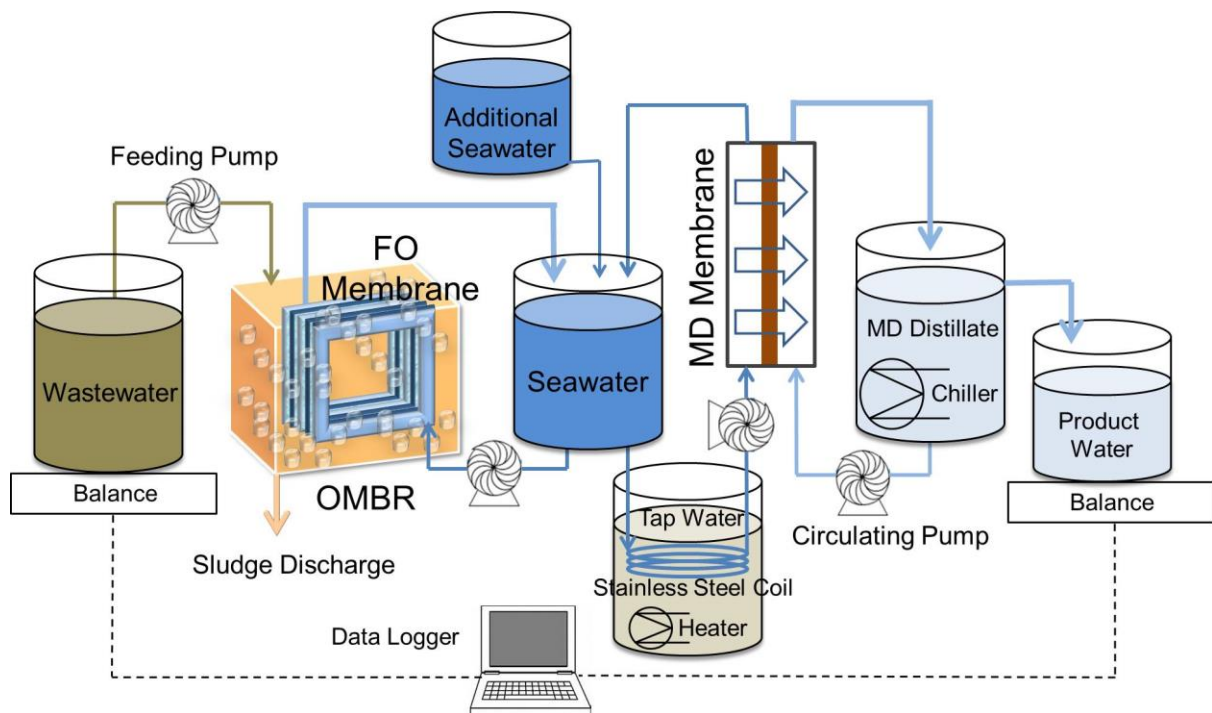 Additional
Seawater
Feeding Pump
FO
Membrane
MD Membrane
MD Distillate
Wastewater
Seawater
Chiller
Product
Water
Balance
OMBR
Tap Water
Circulating Pump
Balance
Sludge Discharge
Stainless Steel Coil
Data Logger
Heater